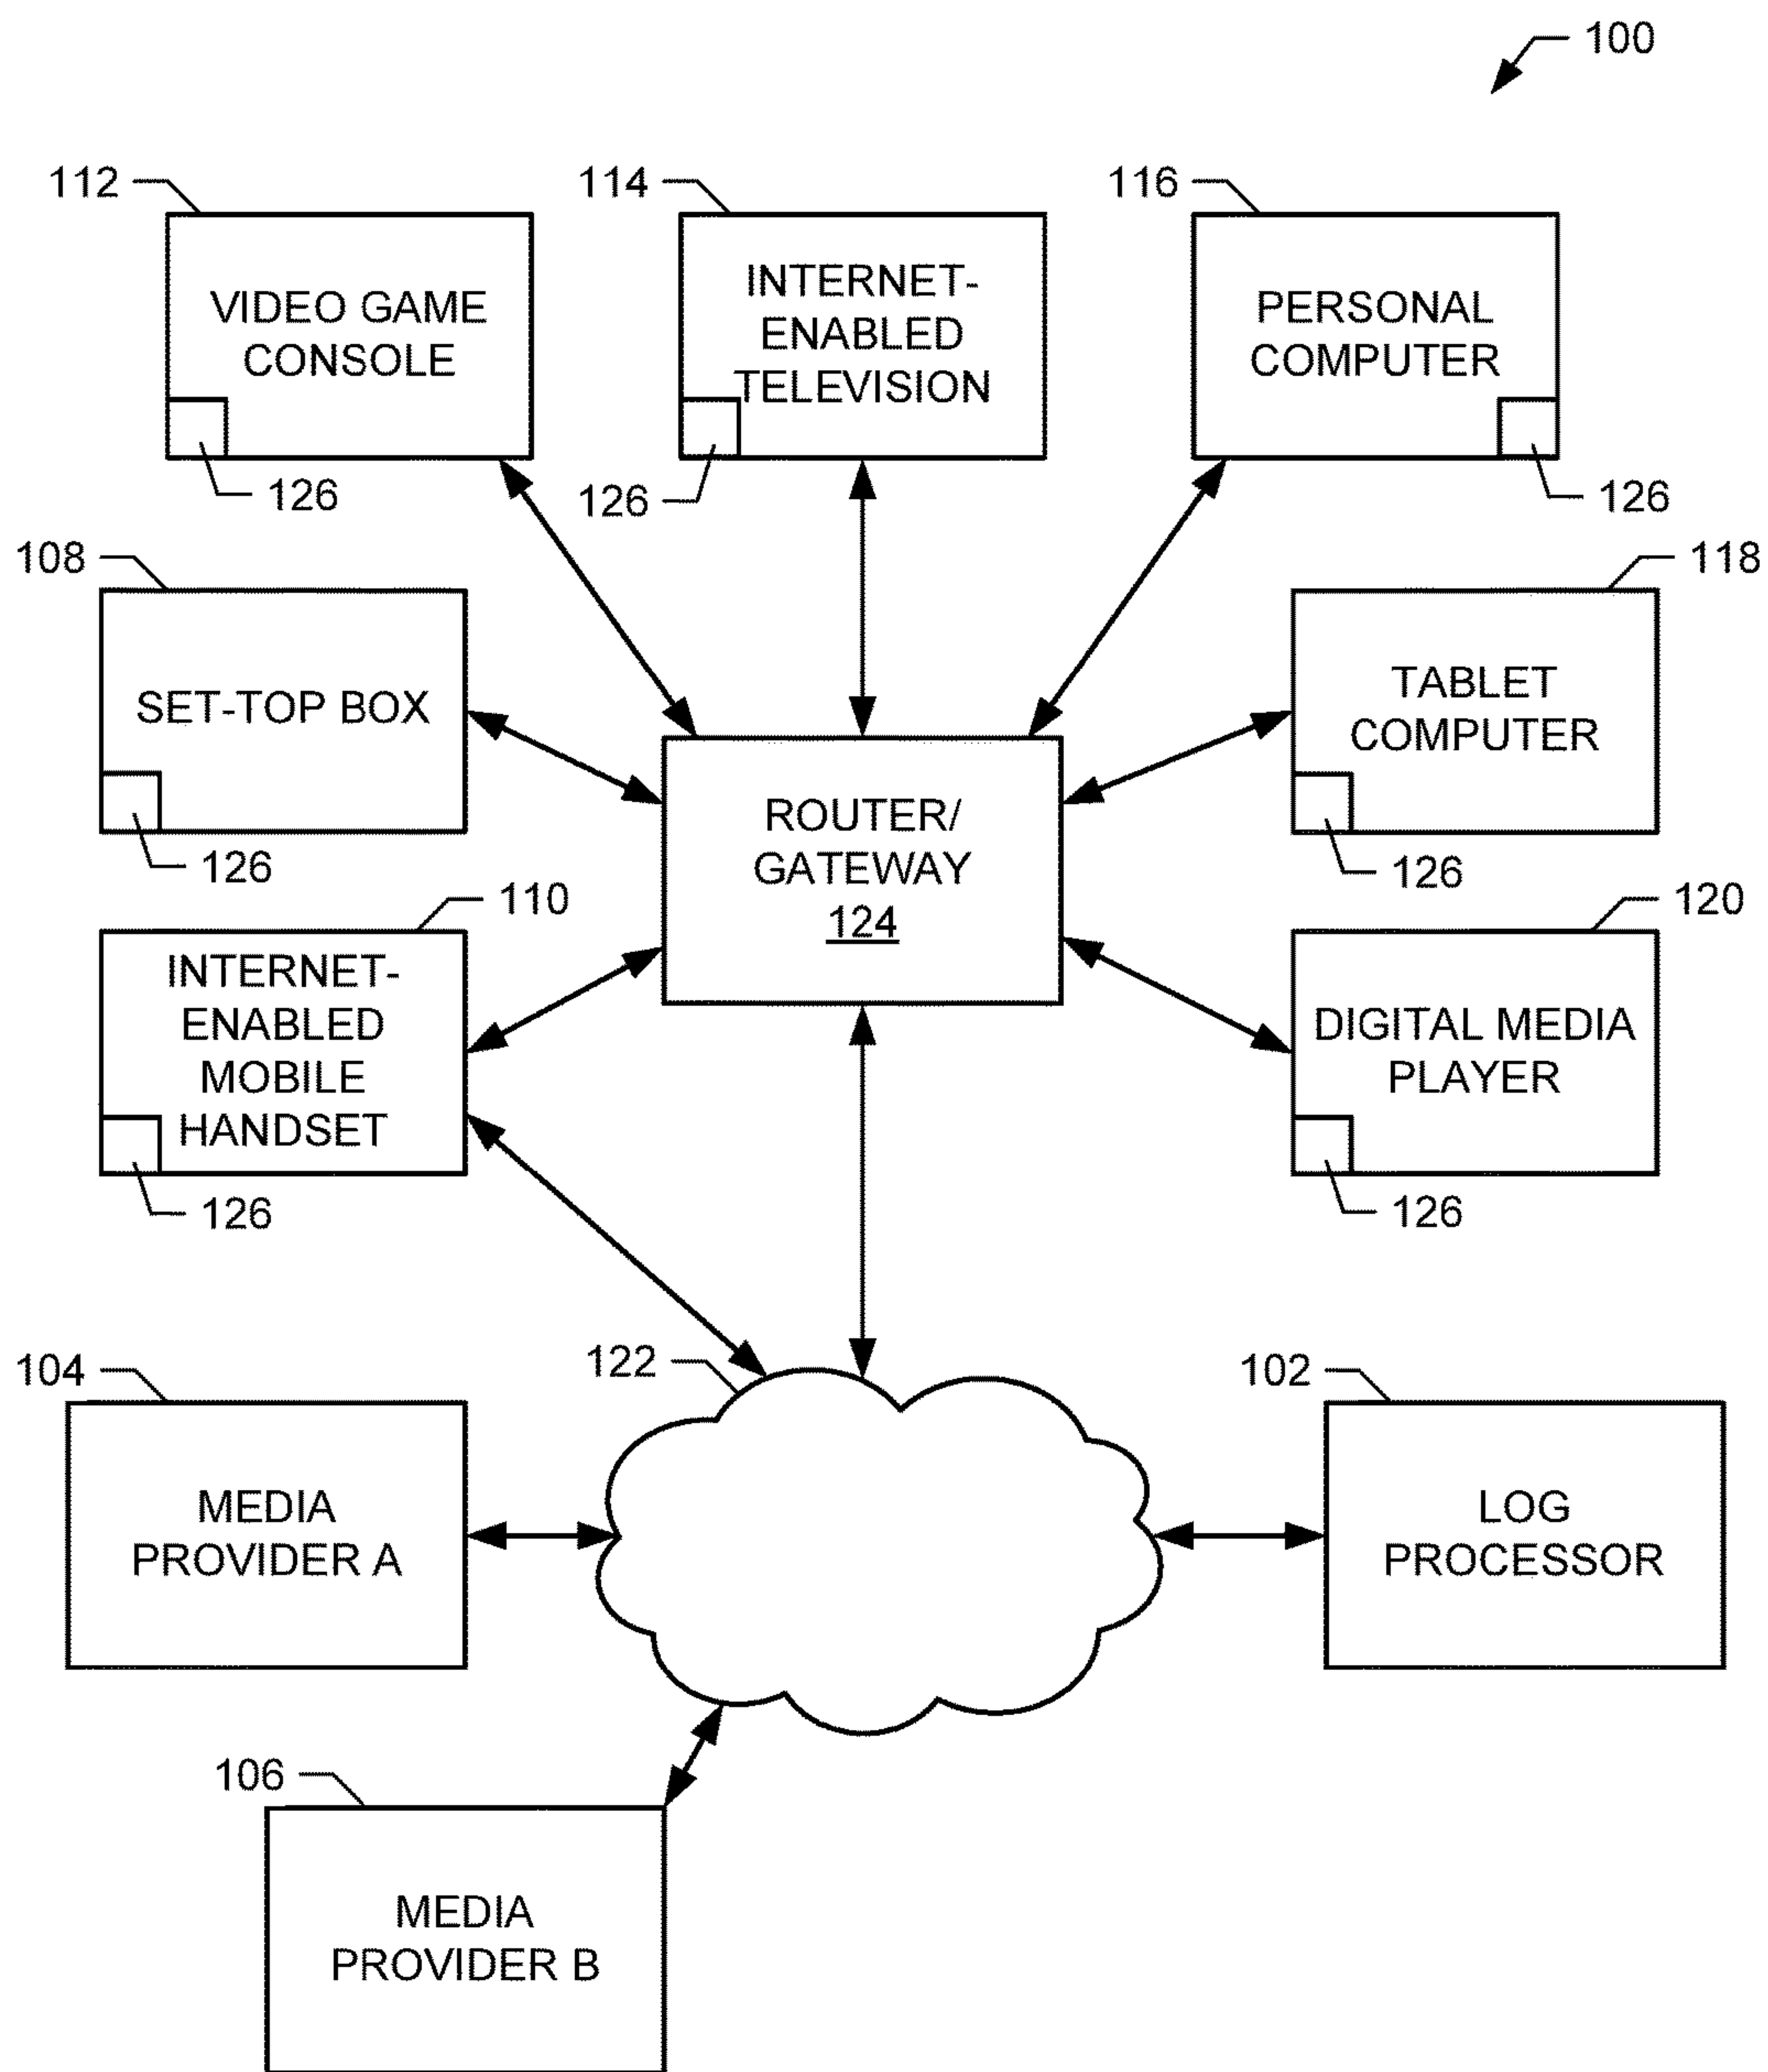 100
112
114
116
VIDEO GAME
CONSOLE
INTERNET-
ENABLED
TELEVISION
PERSONAL
COMPUTER
126
126
126
108
118
SET-TOP BOX
TABLET
COMPUTER
ROUTER/
GATEWAY
124
126
126
110
120
INTERNET-
ENABLED
MOBILE
HANDSET
DIGITAL MEDIA
PLAYER
126
126
104
122
102
MEDIA
PROVIDER A
LOG
PROCESSOR
106
MEDIA
PROVIDER B